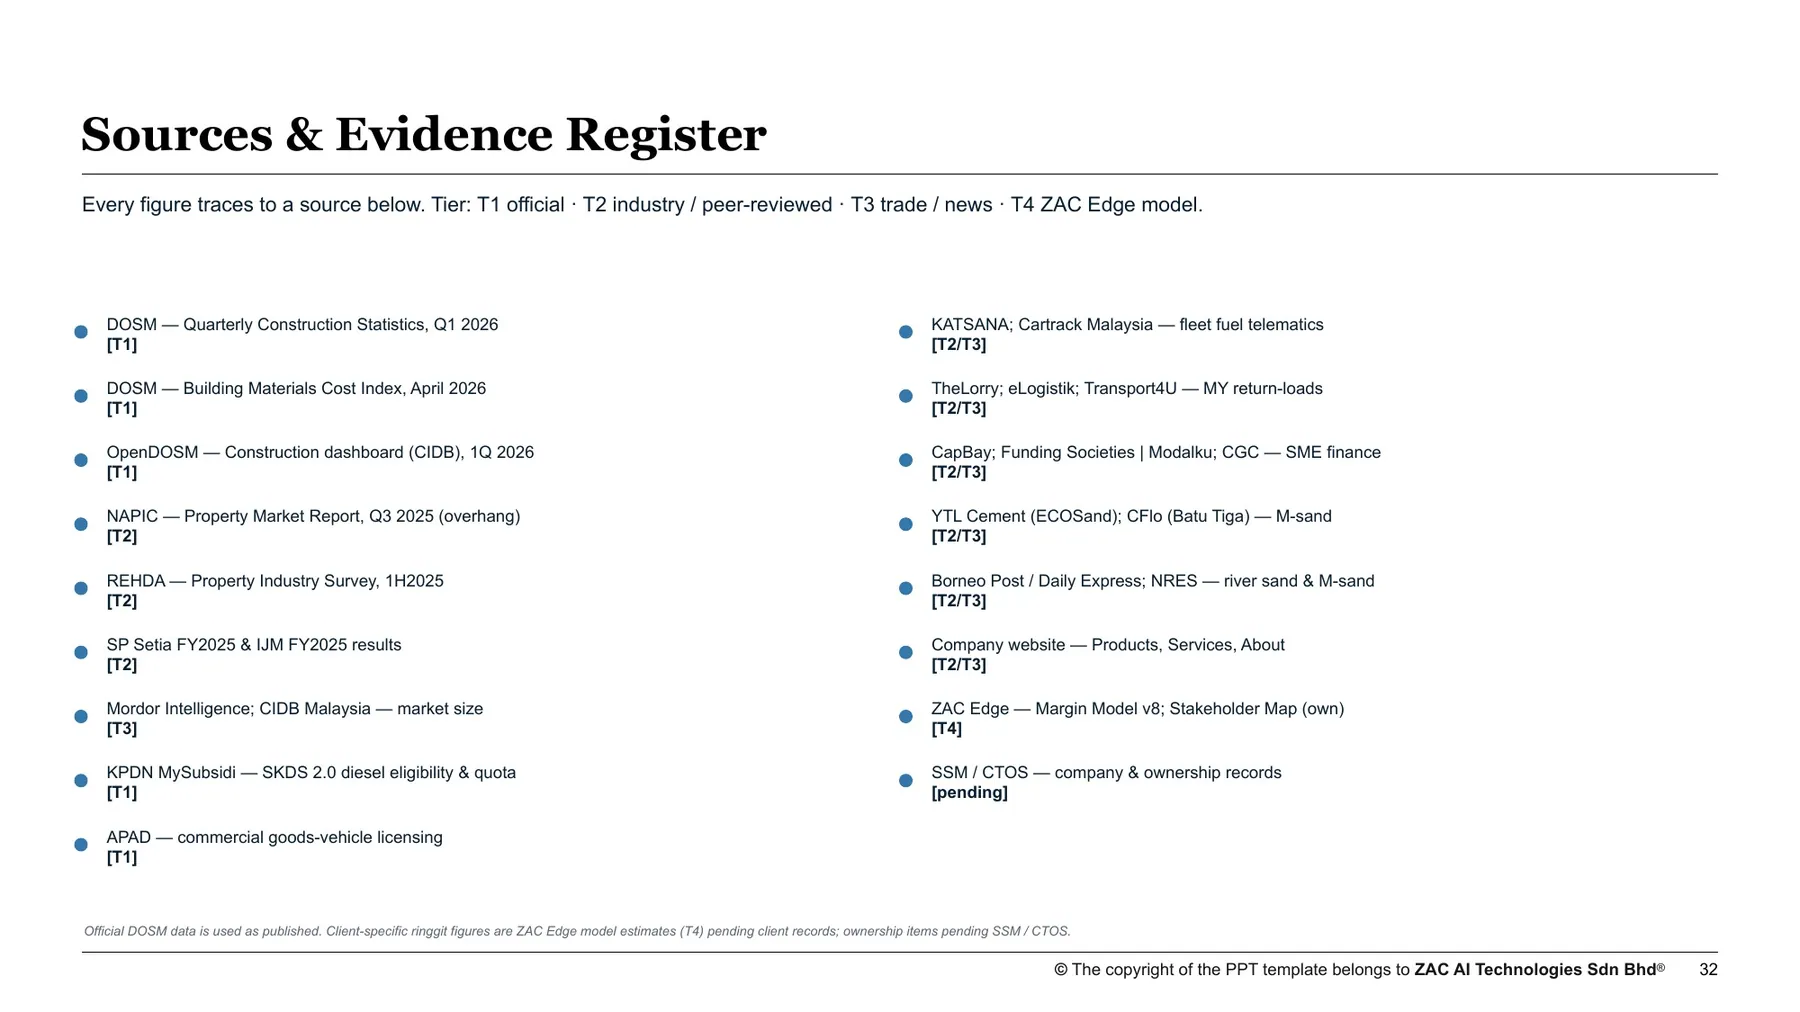 Sources & Evidence Register
Every figure traces to a source below. Tier: T1 official · T2 industry / peer-reviewed · T3 trade / news · T4 ZAC Edge model.
DOSM — Quarterly Construction Statistics, Q1 2026
[T1]
DOSM — Building Materials Cost Index, April 2026
[T1]
OpenDOSM — Construction dashboard (CIDB), 1Q 2026
[T1]
NAPIC — Property Market Report, Q3 2025 (overhang)
[T2]
REHDA — Property Industry Survey, 1H2025
[T2]
SP Setia FY2025 & IJM FY2025 results
[T2]
Mordor Intelligence; CIDB Malaysia — market size
[T3]
KPDN MySubsidi — SKDS 2.0 diesel eligibility & quota
[T1]
APAD — commercial goods-vehicle licensing
[T1]
KATSANA; Cartrack Malaysia — fleet fuel telematics
[T2/T3]
TheLorry; eLogistik; Transport4U — MY return-loads
[T2/T3]
CapBay; Funding Societies | Modalku; CGC — SME finance
[T2/T3]
YTL Cement (ECOSand); CFlo (Batu Tiga) — M-sand
[T2/T3]
Borneo Post / Daily Express; NRES — river sand & M-sand
[T2/T3]
Company website — Products, Services, About
[T2/T3]
ZAC Edge — Margin Model v8; Stakeholder Map (own)
[T4]
SSM / CTOS — company & ownership records
[pending]
Official DOSM data is used as published. Client-specific ringgit figures are ZAC Edge model estimates (T4) pending client records; ownership items pending SSM / CTOS.
© The copyright of the PPT template belongs to ZAC AI Technologies Sdn Bhd® 32